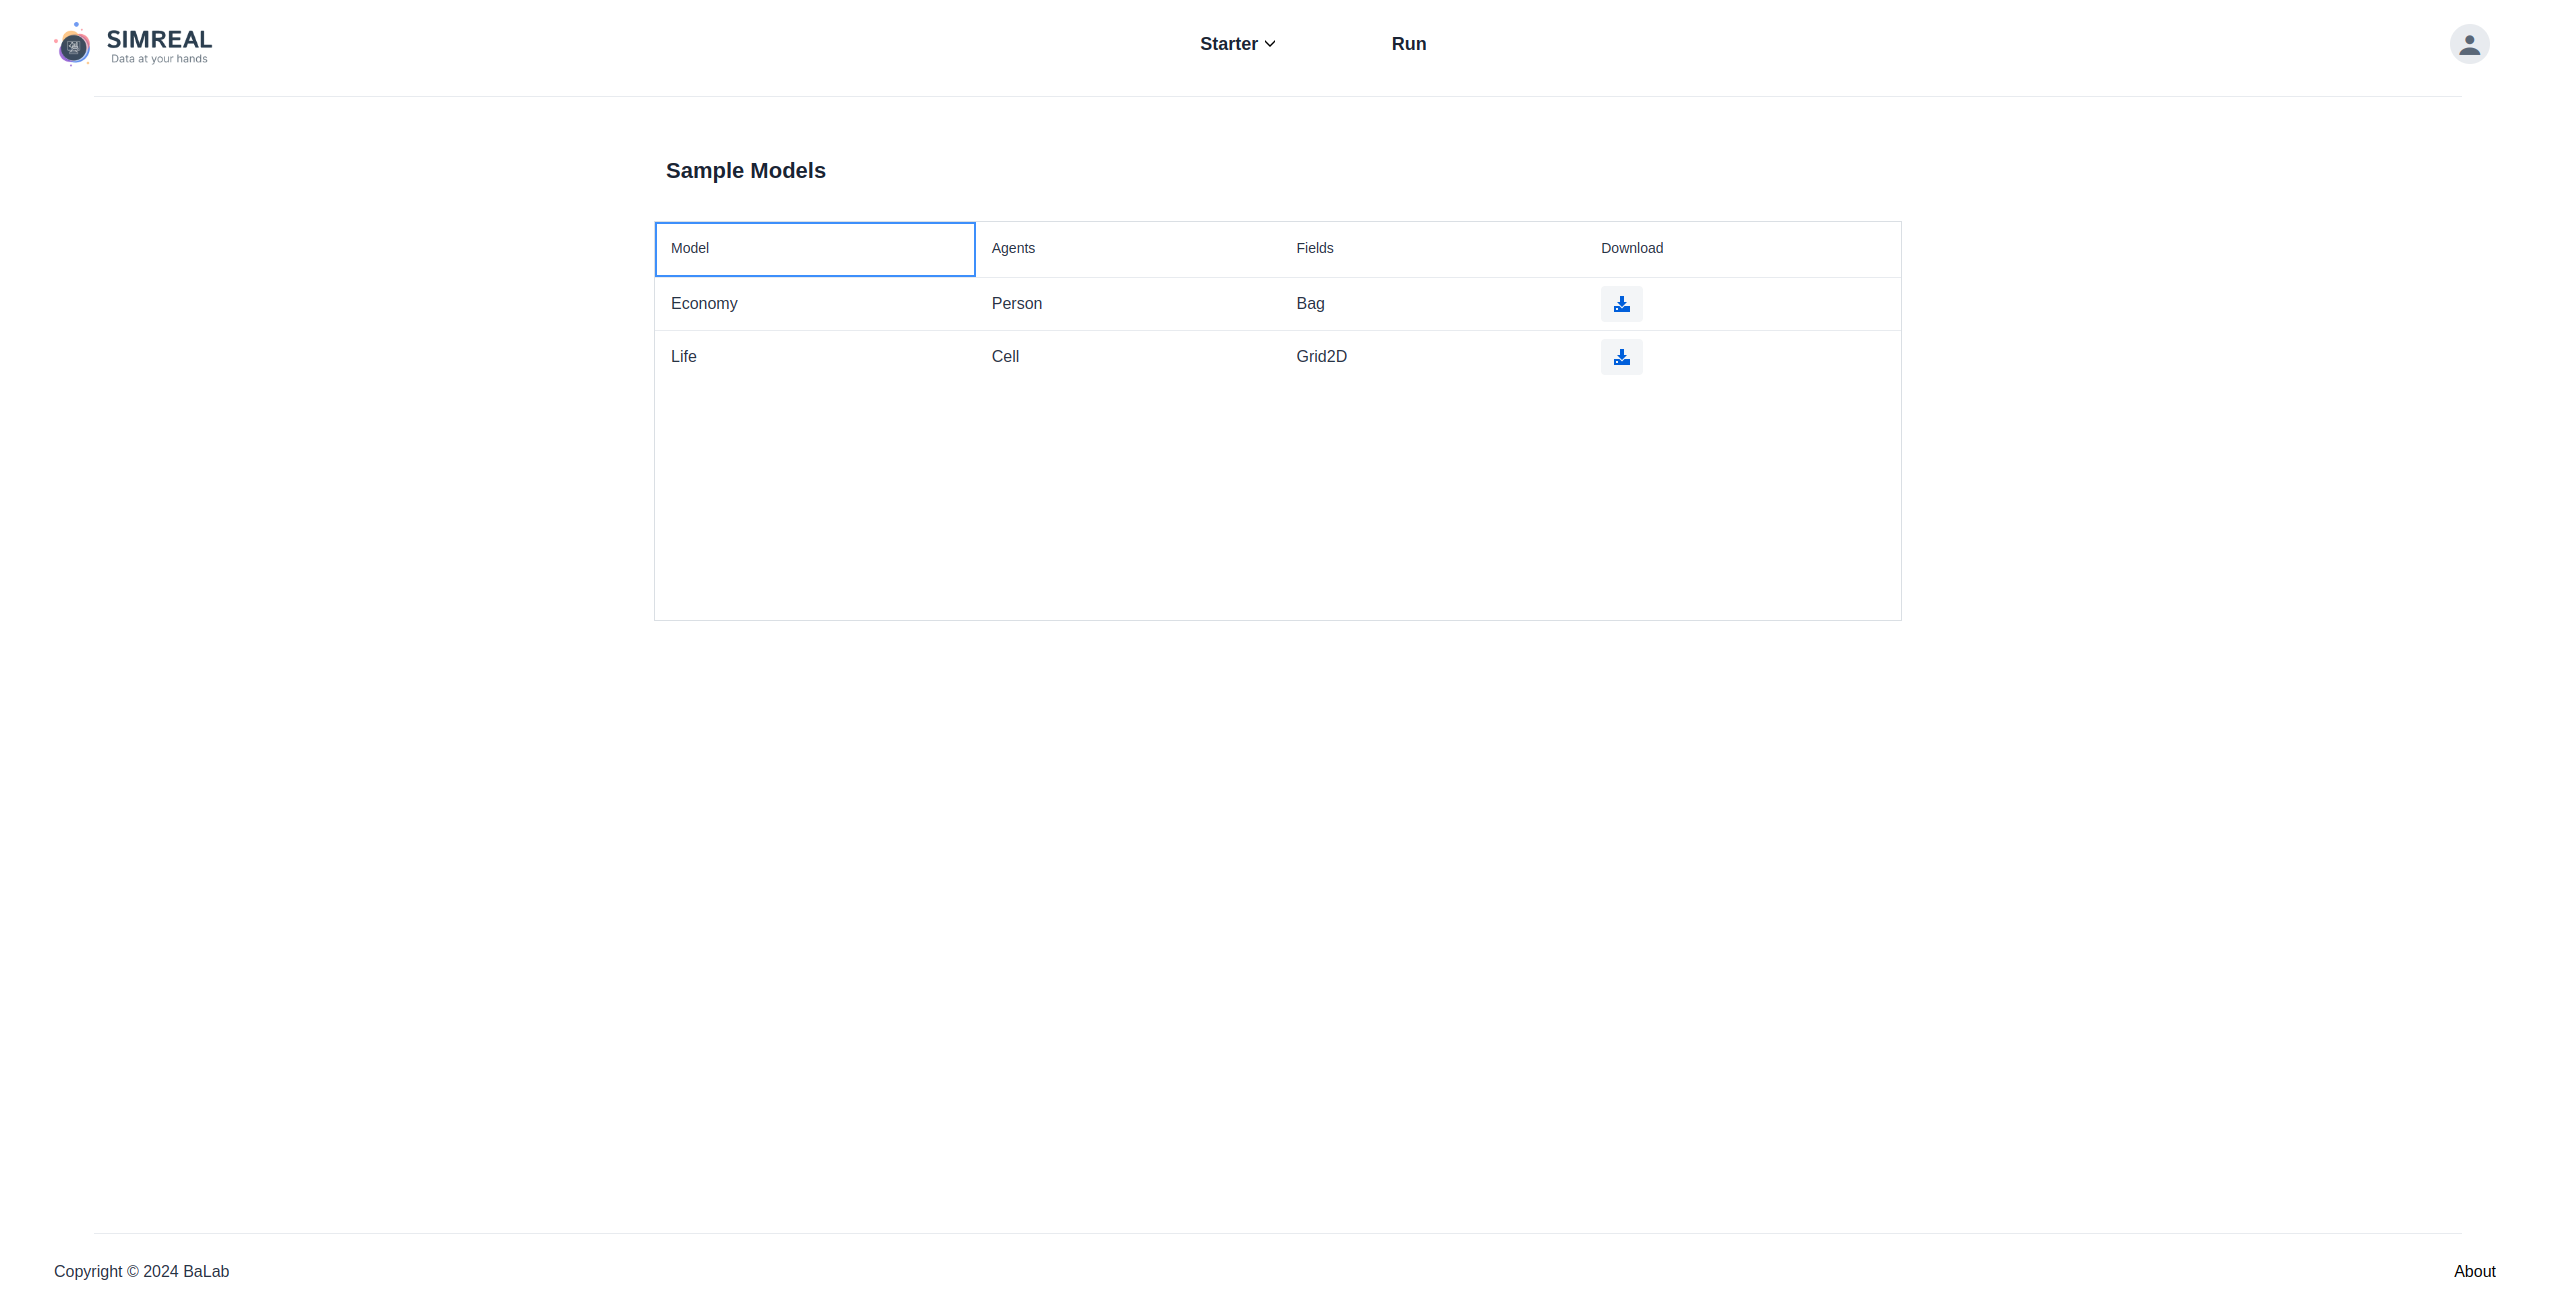 SIMREAL
Data at your hands
Starter
Run
Sample Models
Model Agents Fields Download
Economy Person Bag
Life Cell Grid2D
Copyright © 2024 BaLab
About